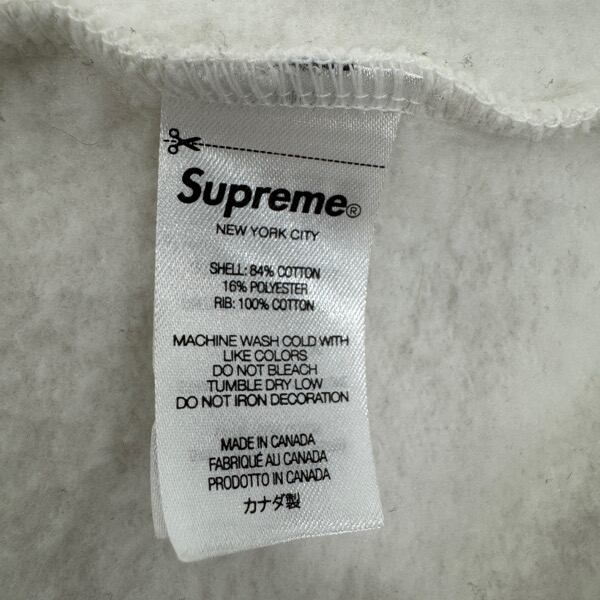 Supreme®
NEW YORK CITY
SHELL: 84% COTTON
16% POLYESTER
RIB: 100% COTTON
MACHINE WASH COLD WITH
LIKE COLORS
DO NOT BLEACH
TUMBLE DRY LOW
DO NOT IRON DECORATION
MADE IN CANADA
FABRIQUÉ AU CANADA
PRODOTTO IN CANADA
カナダ製